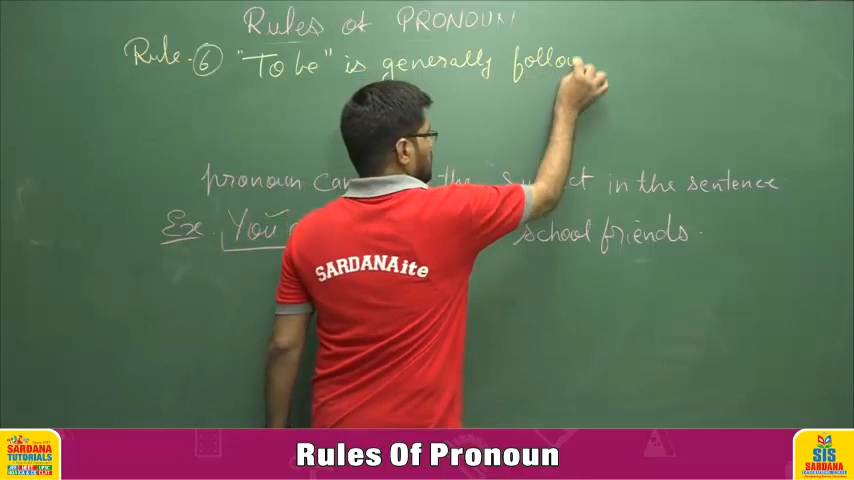 Rules of PRONOUN
Rule-6 "To be" is generally follow
pronoun can the in the sentence
Ex. You school friends.
SARDANAite
Rules Of Pronoun
SARDANA
TUTORIALS
SIS
SARDANA